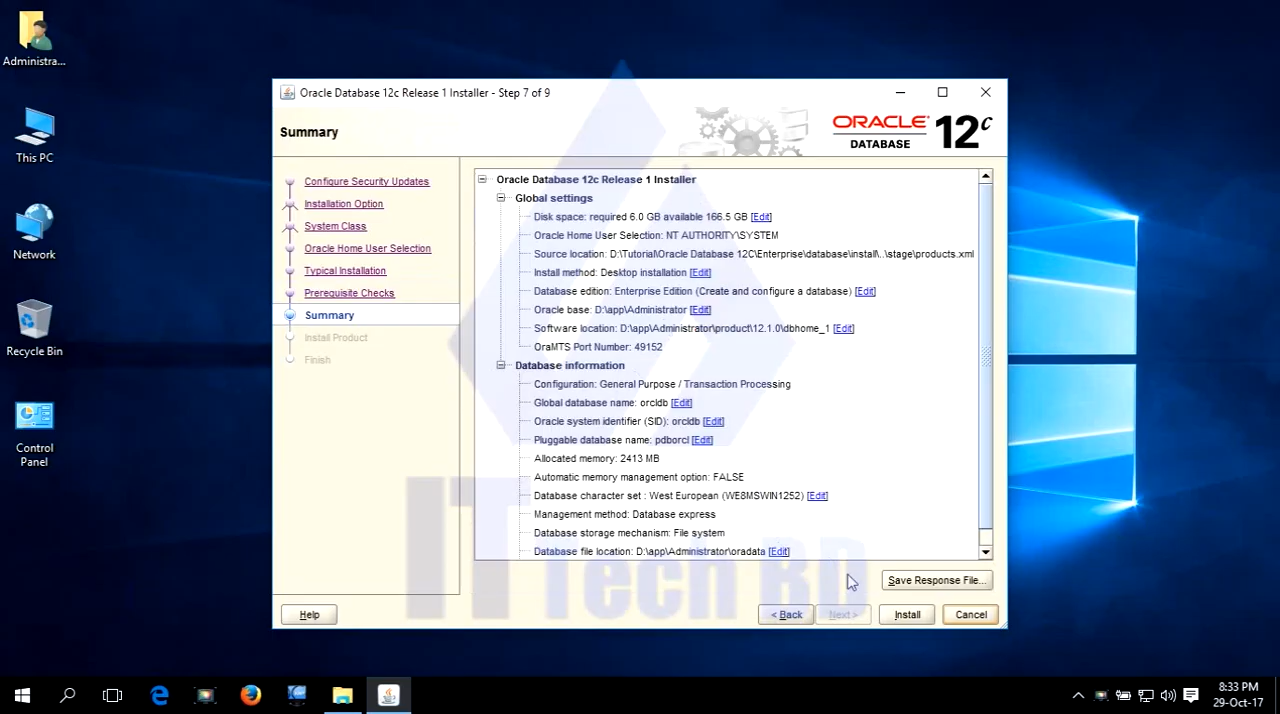 Administra...
This PC
Network
Recycle Bin
Control
Panel
Oracle Database 12c Release 1 Installer - Step 7 of 9
Summary
ORACLE
DATABASE
12c
Configure Security Updates
Installation Option
System Class
Oracle Home User Selection
Typical Installation
Prerequisite Checks
Summary
Install Product
Finish
Oracle Database 12c Release 1 Installer
Global settings
Disk space: required 6.0 GB available 166.5 GB [Edit]
Oracle Home User Selection: NT AUTHORITY\SYSTEM
Source location: D:\Tutorial\Oracle Database 12C\Enterprise\database\install\..\stage\products.xml
Install method: Desktop installation [Edit]
Database edition: Enterprise Edition (Create and configure a database) [Edit]
Oracle base: D:\app\Administrator [Edit]
Software location: D:\app\Administrator\product\12.1.0\dbhome_1 [Edit]
OraMTS Port Number: 49152
Database information
Configuration: General Purpose / Transaction Processing
Global database name: orcldb [Edit]
Oracle system identifier (SID): orcldb [Edit]
Pluggable database name: pdborcl [Edit]
Allocated memory: 2413 MB
Automatic memory management option: FALSE
Database character set : West European (WE8MSWIN1252) [Edit]
Management method: Database express
Database storage mechanism: File system
Database file location: D:\app\Administrator\oradata [Edit]
IT Tech BD
Save Response File...
Help
< Back
Next >
Install
Cancel
8:33 PM
29-Oct-17